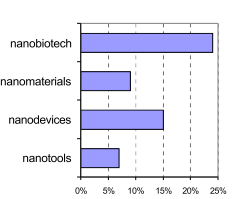 nanobiotech
nanomaterials
nanodevices
nanotools
0% 5% 10% 15% 20% 25%